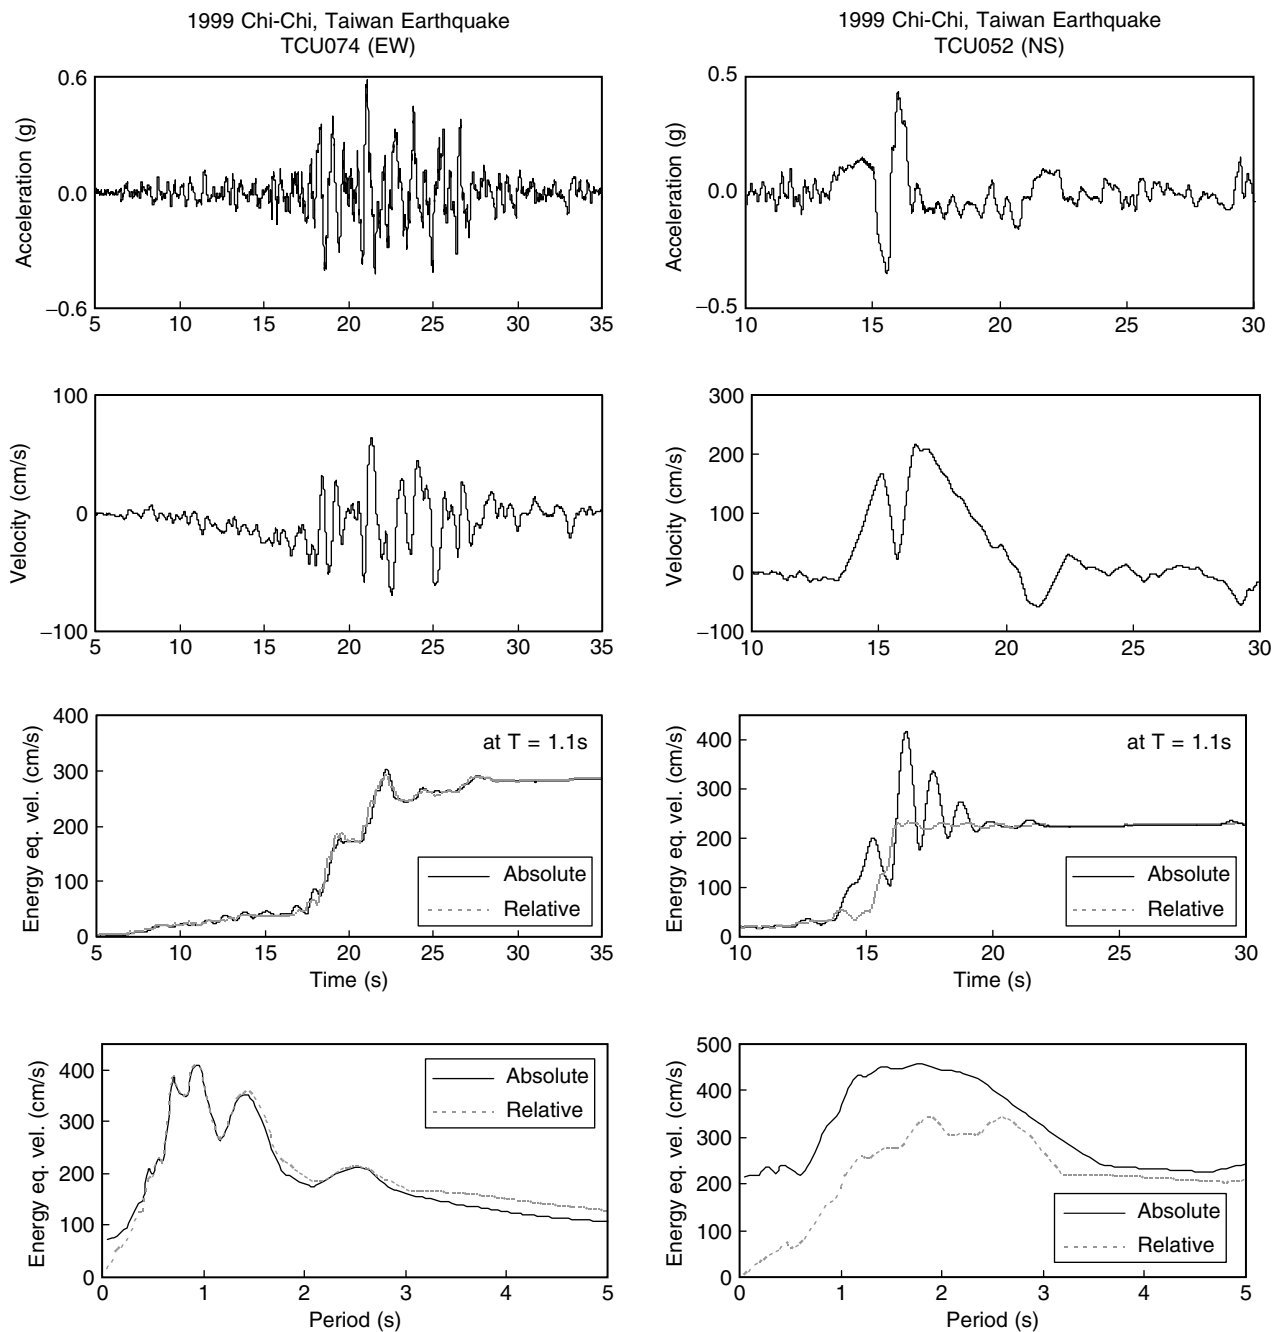 1999 Chi-Chi, Taiwan Earthquake
TCU074 (EW)
0.6
0.0
−0.6
Acceleration (g)
5 10 15 20 25 30 35
1999 Chi-Chi, Taiwan Earthquake
TCU052 (NS)
0.5
0.0
−0.5
Acceleration (g)
10 15 20 25 30
100
0
−100
Velocity (cm/s)
5 10 15 20 25 30 35
300
200
100
0
−100
Velocity (cm/s)
10 15 20 25 30
400
300
200
100
0
Energy eq. vel. (cm/s)
at T = 1.1s
Absolute
Relative
5 10 15 20 25 30 35
Time (s)
400
300
200
100
0
Energy eq. vel. (cm/s)
at T = 1.1s
Absolute
Relative
10 15 20 25 30
Time (s)
400
300
200
100
0
Energy eq. vel. (cm/s)
Absolute
Relative
0 1 2 3 4 5
Period (s)
500
400
300
200
100
0
Energy eq. vel. (cm/s)
Absolute
Relative
0 1 2 3 4 5
Period (s)